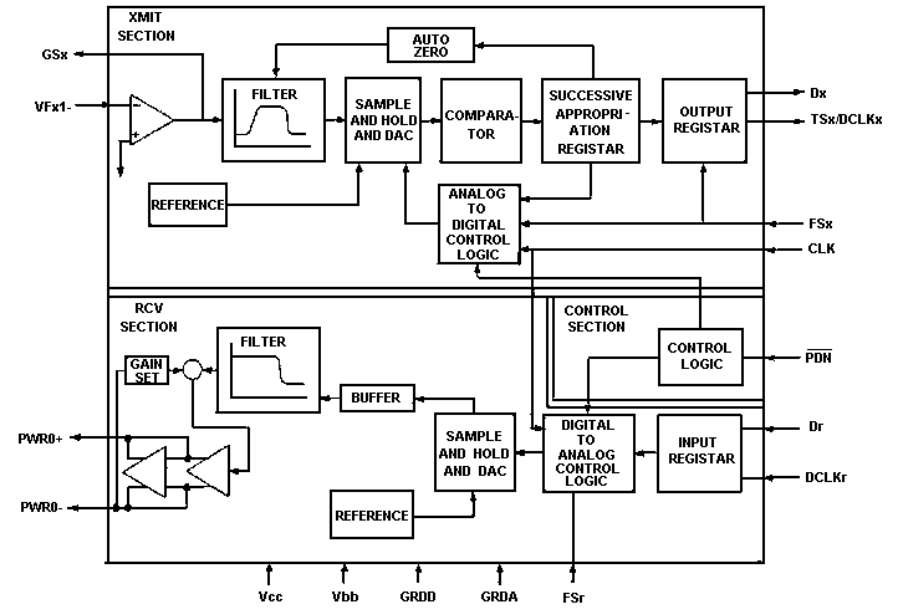 XMIT
SECTION
GSx
AUTO
ZERO
Dx
FILTER
VFx1-
SAMPLE
AND HOLD
AND DAC
COMPARA-
TOR
SUCCESSIVE
APPROPRI-
ATION
REGISTAR
OUTPUT
REGISTAR
TSx/DCLKx
REFERENCE
ANALOG
TO
DIGITAL
CONTROL
LOGIC
FSx
CLK
RCV
SECTION
CONTROL
SECTION
FILTER
GAIN
SET
CONTROL
LOGIC
PDN
BUFFER
PWR0+
SAMPLE
AND HOLD
AND DAC
DIGITAL
TO
ANALOG
CONTROL
LOGIC
INPUT
REGISTAR
Dr
DCLKr
PWR0-
REFERENCE
Vcc
Vbb
GRDD
GRDA
FSr